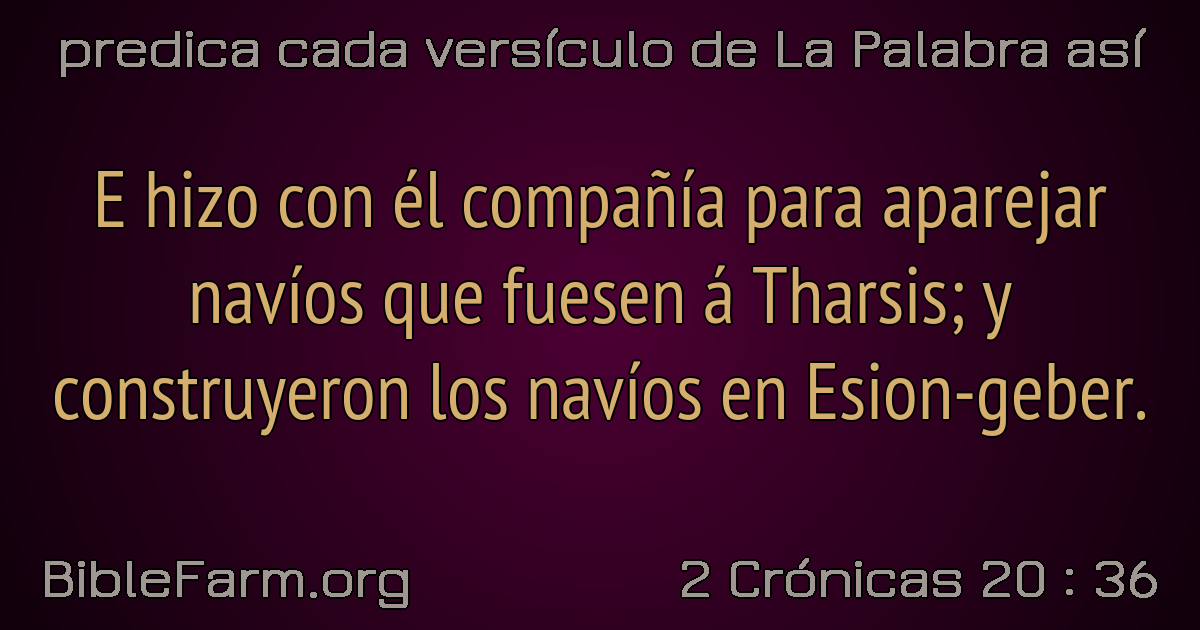 predica cada versículo de La Palabra así
E hizo con él compañía para aparejar
navíos que fuesen á Tharsis; y
construyeron los navíos en Esion-geber.
BibleFarm.org
2 Crónicas 20 : 36